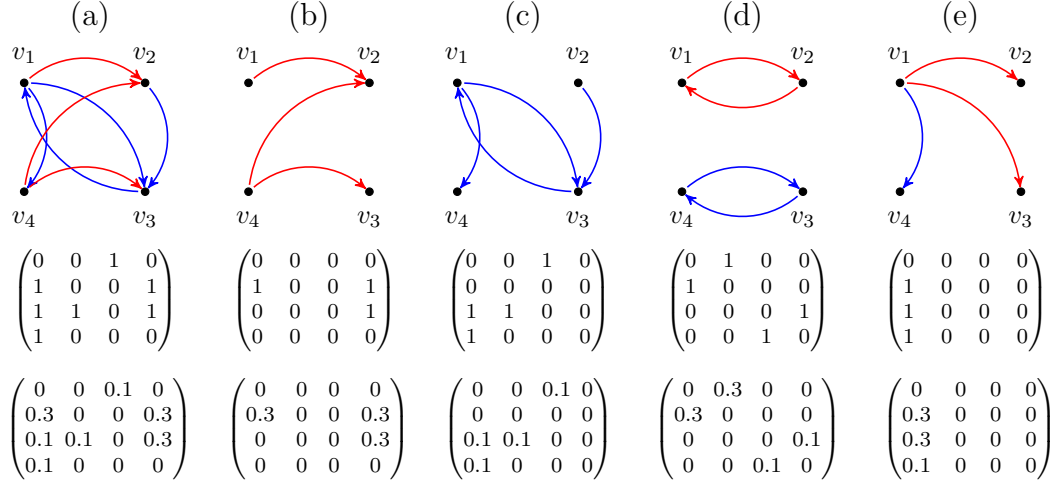 (a) (b) (c) (d) (e)
v1 v2 v1 v2 v1 v2 v1 v2 v1 v2
v4 v3 v4 v3 v4 v3 v4 v3 v4 v3
0 0 1 0 0 0 0 0 0 0 1 0 0 1 0 0 0 0 0 0
1 0 0 1 1 0 0 1 0 0 0 0 1 0 0 0 1 0 0 0
1 1 0 1 0 0 0 1 1 1 0 0 0 0 0 1 1 0 0 0
1 0 0 0 0 0 0 0 1 0 0 0 0 0 1 0 1 0 0 0
0 0 0.1 0 0 0 0 0 0 0 0.1 0 0 0.3 0 0 0 0 0 0
0.3 0 0 0.3 0.3 0 0 0.3 0 0 0 0 0.3 0 0 0 0.3 0 0 0
0.1 0.1 0 0.3 0 0 0 0.3 0.1 0.1 0 0 0 0 0 0.1 0.3 0 0 0
0.1 0 0 0 0 0 0 0 0.1 0 0 0 0 0 0.1 0 0.1 0 0 0